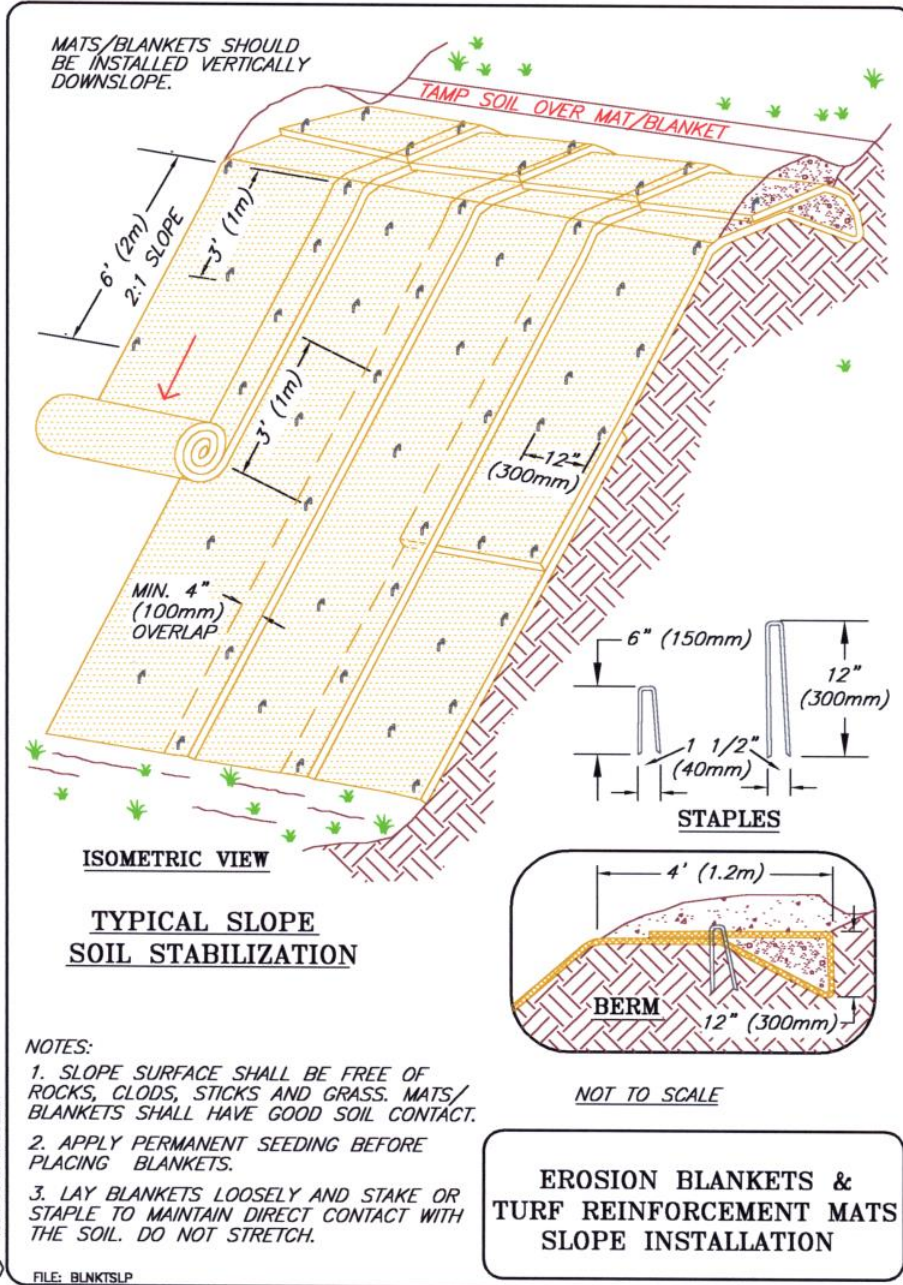 MATS/BLANKETS SHOULD
BE INSTALLED VERTICALLY
DOWNSLOPE.
TAMP SOIL OVER MAT/BLANKET
6' (2m)
2:1 SLOPE
3' (1m)
3' (1m)
12"
(300mm)
MIN. 4"
(100mm)
OVERLAP
6" (150mm)
12"
(300mm)
1 1/2"
(40mm)
STAPLES
ISOMETRIC VIEW
TYPICAL SLOPE
SOIL STABILIZATION
4' (1.2m)
BERM
12" (300mm)
NOT TO SCALE
NOTES:
1. SLOPE SURFACE SHALL BE FREE OF
ROCKS, CLODS, STICKS AND GRASS. MATS/
BLANKETS SHALL HAVE GOOD SOIL CONTACT.
2. APPLY PERMANENT SEEDING BEFORE
PLACING BLANKETS.
3. LAY BLANKETS LOOSELY AND STAKE OR
STAPLE TO MAINTAIN DIRECT CONTACT WITH
THE SOIL. DO NOT STRETCH.
EROSION BLANKETS &
TURF REINFORCEMENT MATS
SLOPE INSTALLATION
FILE: BLNKTSLP